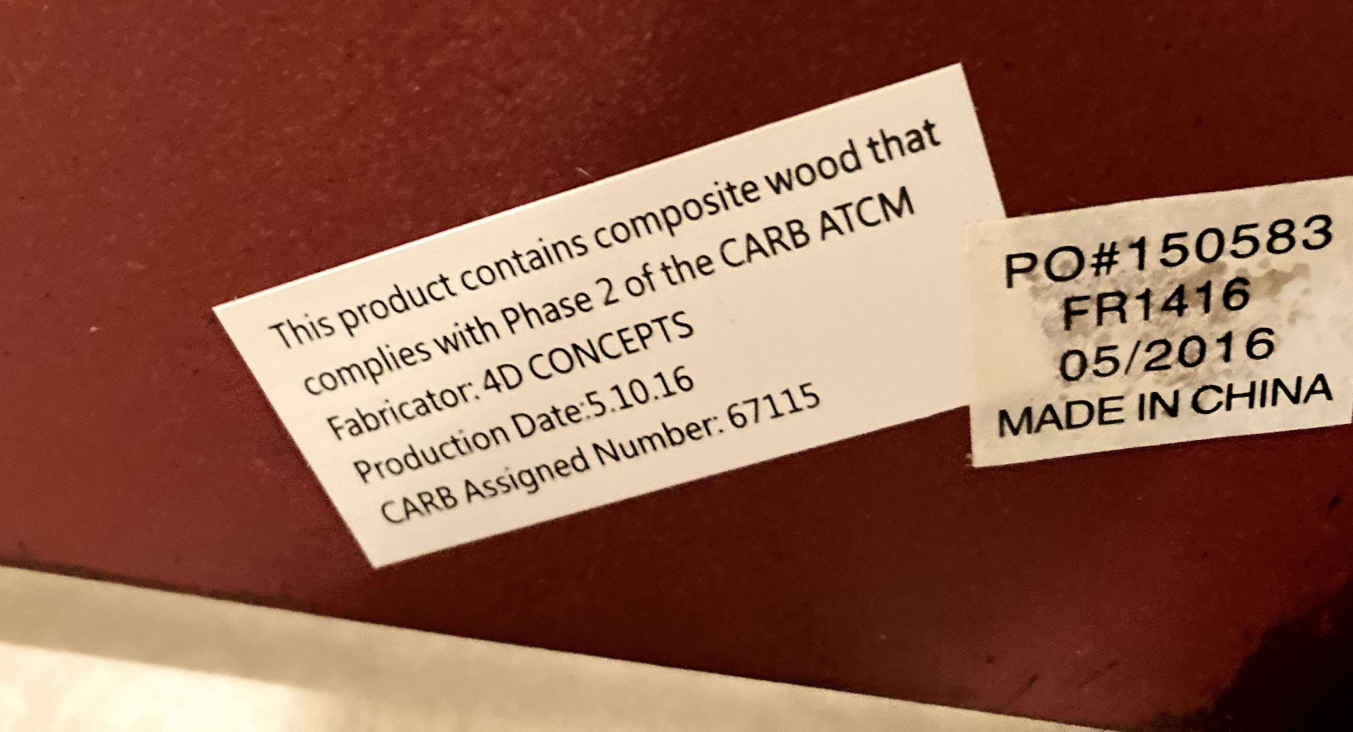 This product contains composite wood that
complies with Phase 2 of the CARB ATCM
Fabricator: 4D CONCEPTS
Production Date:5.10.16
CARB Assigned Number: 67115
PO#150583
FR1416
05/2016
MADE IN CHINA